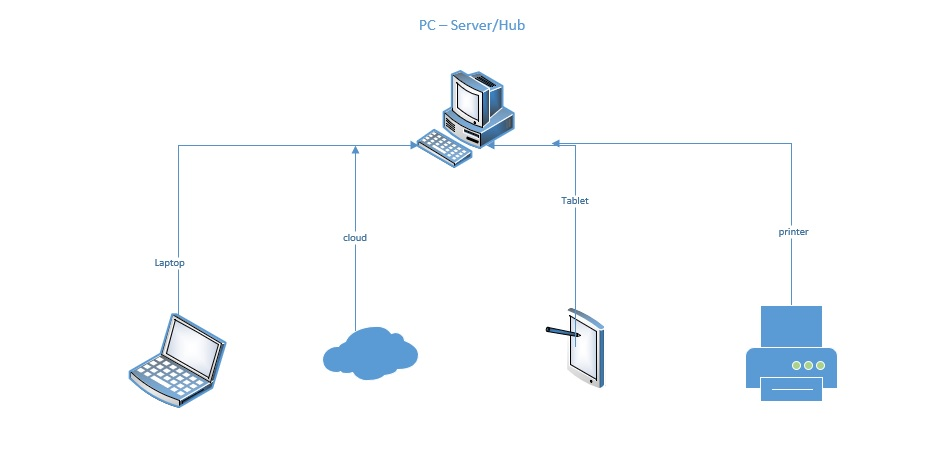 PC – Server/Hub
Tablet
printer
cloud
Laptop